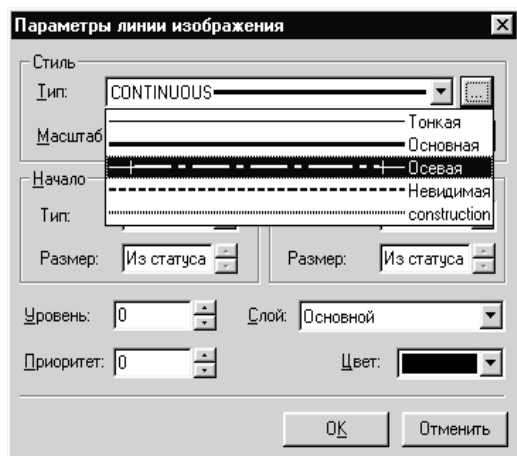 Параметры линии изображения
Стиль
Тип: CONTINUOUS ...
Масштаб
Тонкая
Основная
Осевая
Невидимая
construction
Начало
Тип:
Размер: Из статуса Размер: Из статуса
Уровень: 0 Слой: Основной
Приоритет: 0 Цвет:
OK Отменить